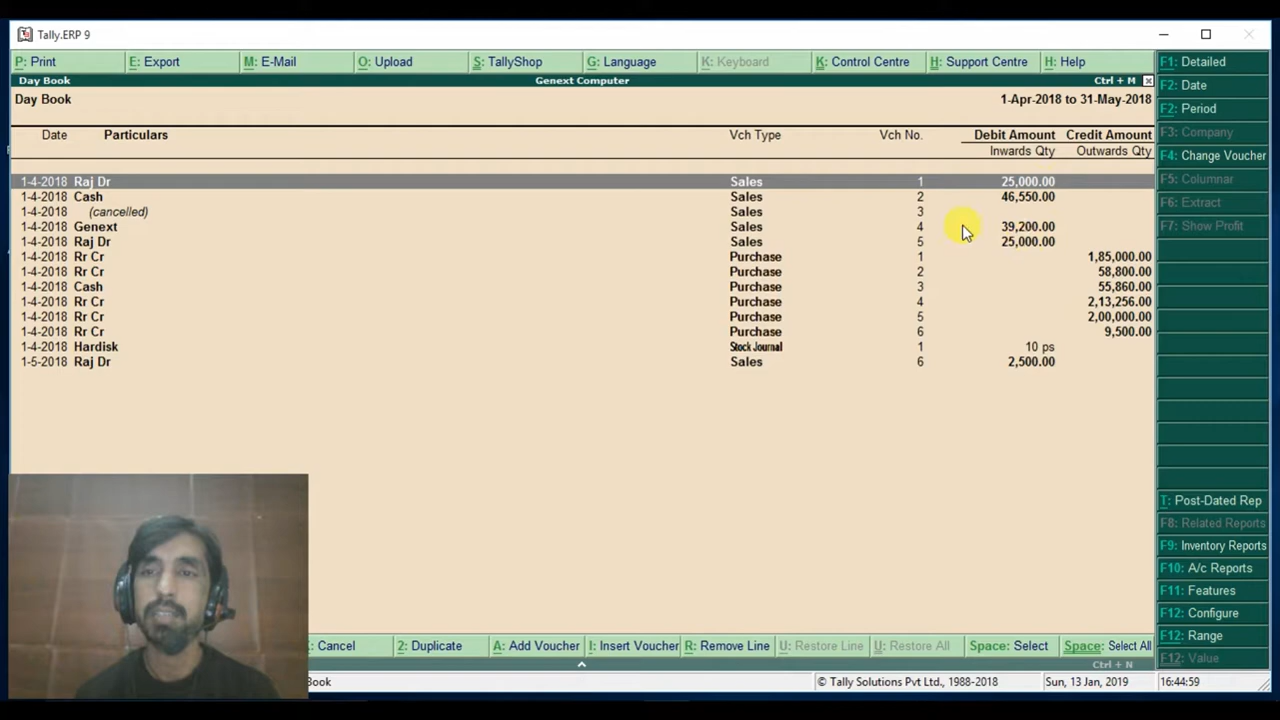 Tally.ERP 9
P: Print E: Export M: E-Mail O: Upload S: TallyShop G: Language K: Keyboard K: Control Centre H: Support Centre H: Help
Day Book Genext Computer Ctrl + M
Day Book 1-Apr-2018 to 31-May-2018
Date Particulars Vch Type Vch No. Debit Amount Credit Amount
Inwards Qty Outwards Qty
1-4-2018 Raj Dr Sales 1 25,000.00
1-4-2018 Cash Sales 2 46,550.00
1-4-2018 (cancelled) Sales 3
1-4-2018 Genext Sales 4 39,200.00
1-4-2018 Raj Dr Sales 5 25,000.00
1-4-2018 Rr Cr Purchase 1 1,85,000.00
1-4-2018 Rr Cr Purchase 2 58,800.00
1-4-2018 Cash Purchase 3 55,860.00
1-4-2018 Rr Cr Purchase 4 2,13,256.00
1-4-2018 Rr Cr Purchase 5 2,00,000.00
1-4-2018 Rr Cr Purchase 6 9,500.00
1-4-2018 Hardisk Stock Journal 1 10 ps
1-5-2018 Raj Dr Sales 6 2,500.00
F1: Detailed
F2: Date
F2: Period
F3: Company
F4: Change Voucher
F5: Columnar
F6: Extract
F7: Show Profit
T: Post-Dated Rep
F8: Related Reports
F9: Inventory Reports
F10: A/c Reports
F11: Features
F12: Configure
F12: Range
F12: Value
: Cancel 2: Duplicate A: Add Voucher I: Insert Voucher R: Remove Line U: Restore Line U: Restore All Space: Select Space: Select All
Ctrl + N
Book © Tally Solutions Pvt Ltd., 1988-2018 Sun, 13 Jan, 2019 16:44:59